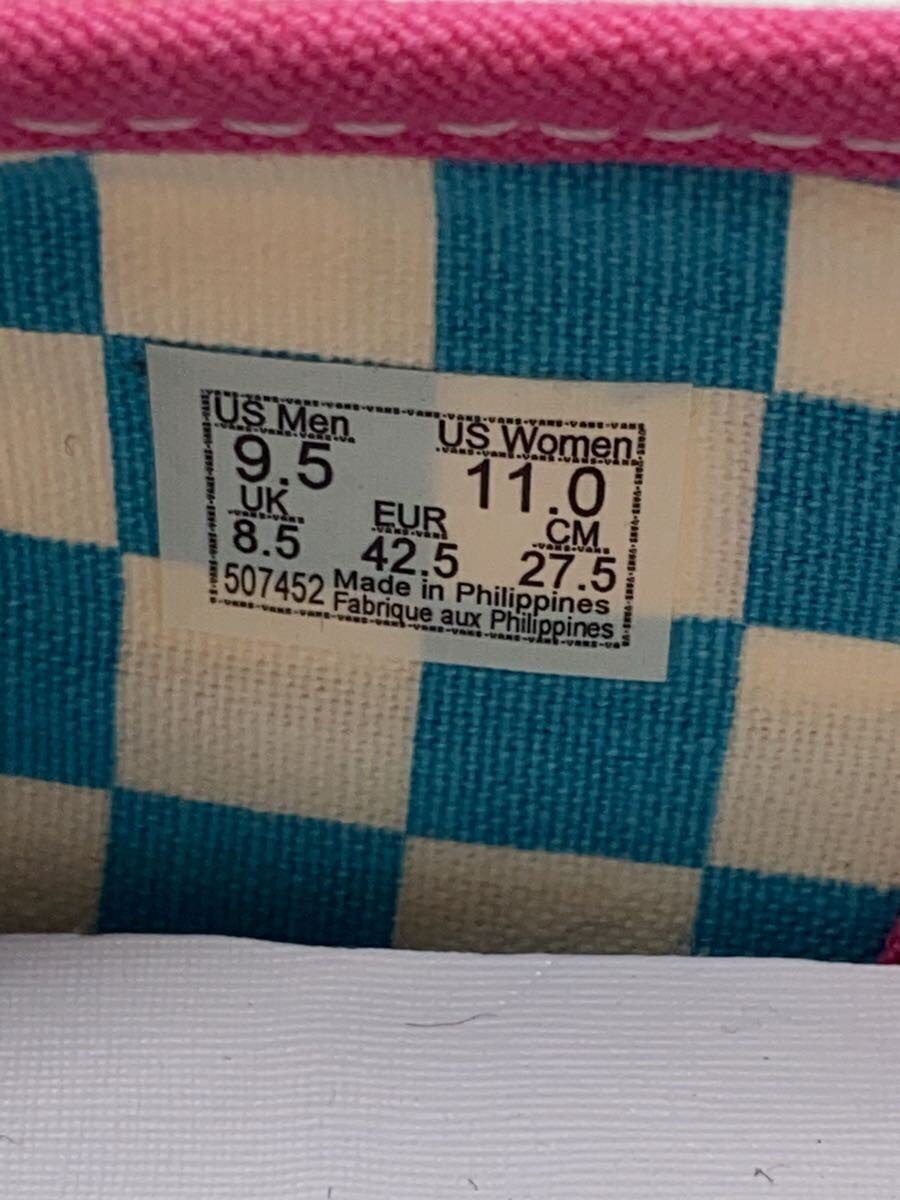 US Men US Women
9.5 11.0
UK EUR CM
8.5 42.5 27.5
507452 Made in Philippines
Fabrique aux Philippines